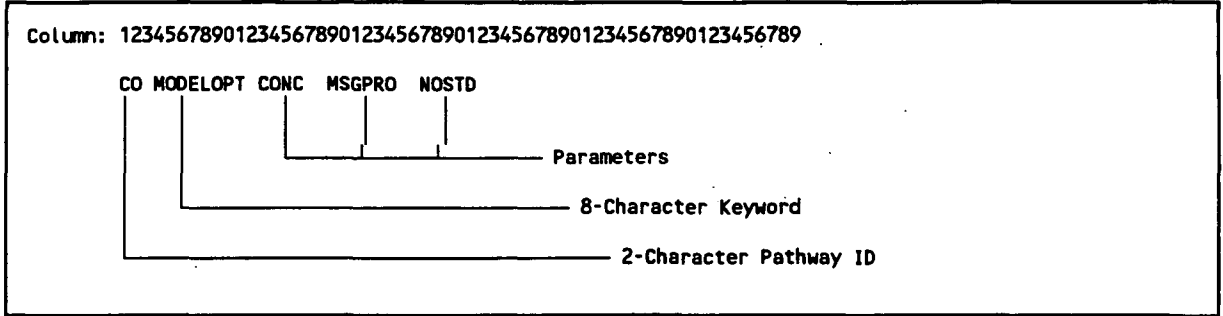 Column: 12345678901234567890123456789012345678901234567890123456789
CO MODELOPT CONC  MSGPRO  NOSTD
Parameters
8-Character Keyword
2-Character Pathway ID